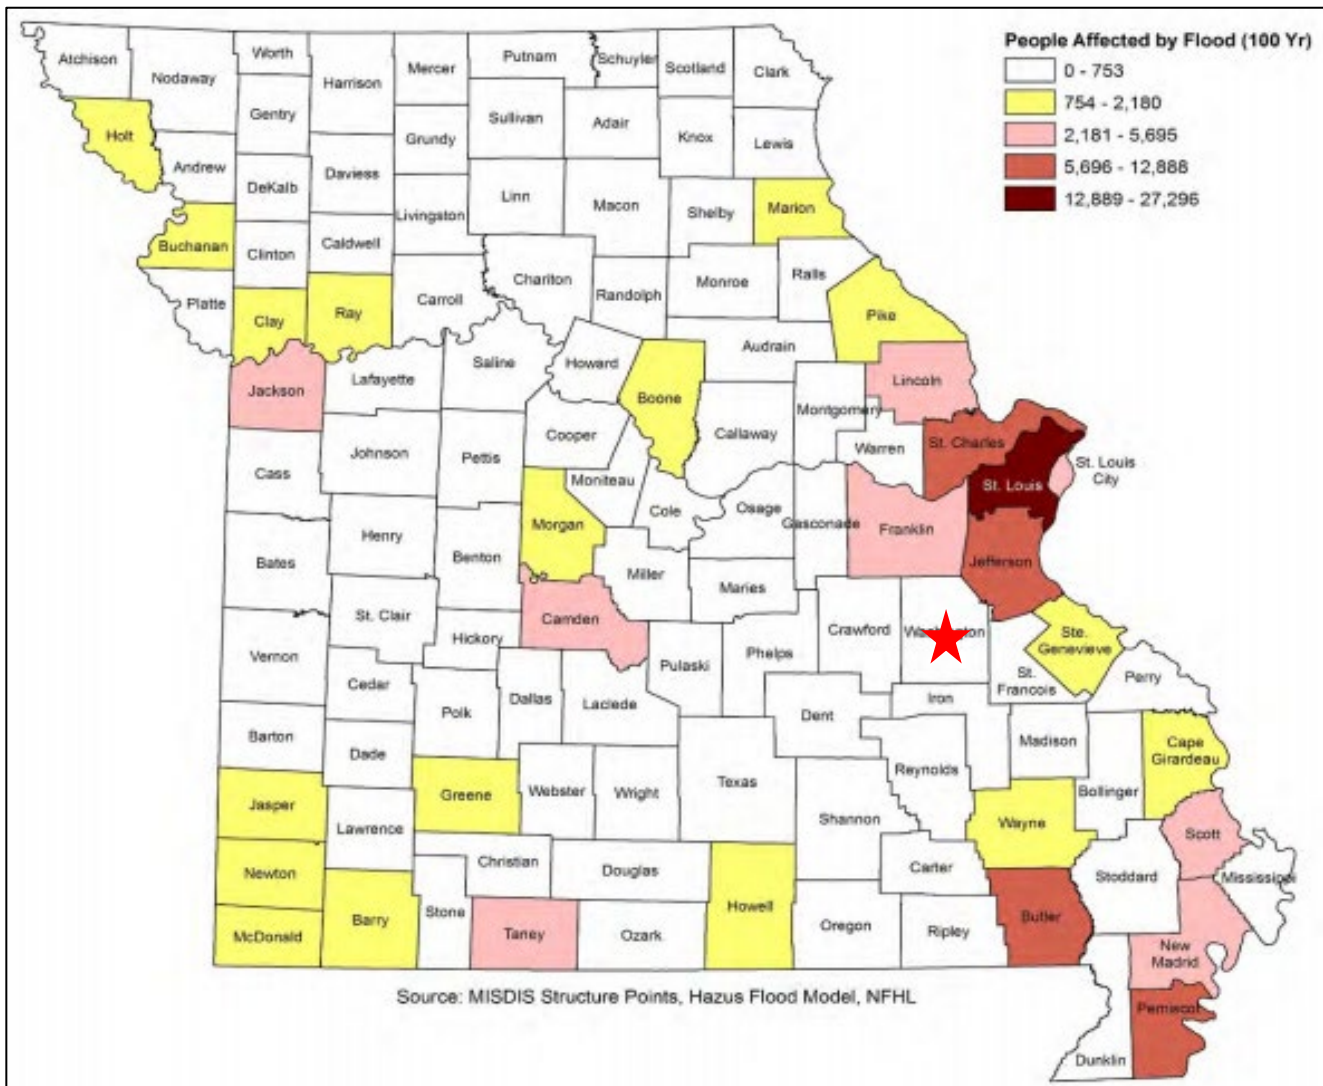 People Affected by Flood (100 Yr)
0 - 753
754 - 2,180
2,181 - 5,695
5,696 - 12,888
12,889 - 27,296
Atchison
Nodaway
Worth
Harrison
Mercer
Putnam
Schuyler
Scotland
Clark
Holt
Gentry
Sullivan
Adair
Knox
Lewis
Grundy
Andrew
DeKalb
Daviess
Linn
Macon
Shelby
Marion
Livingston
Buchanan
Clinton
Caldwell
Chariton
Randolph
Monroe
Ralls
Platte
Clay
Ray
Carroll
Pike
Audrain
Jackson
Lafayette
Saline
Howard
Boone
Lincoln
Montgomery
Callaway
Cooper
Warren
St. Charles
St. Louis
St. Louis
City
Cass
Johnson
Pettis
Moniteau
Cole
Osage
Gasconade
Franklin
Jefferson
Morgan
Henry
Benton
Bates
Miller
Maries
St. Clair
Camden
Hickory
Crawford
Phelps
Pulaski
Ste.
Genevieve
Vernon
Cedar
Polk
Dallas
Laclede
Dent
Iron
St.
Francois
Perry
Barton
Dade
Madison
Cape
Girardeau
Reynolds
Bollinger
Texas
Jasper
Greene
Webster
Wright
Shannon
Wayne
Lawrence
Scott
Christian
Douglas
Carter
Stoddard
Mississippi
Newton
Barry
Stone
Taney
Ozark
Howell
Oregon
Ripley
Butler
McDonald
New
Madrid
Pemiscot
Dunklin
Source: MISDIS Structure Points, Hazus Flood Model, NFHL